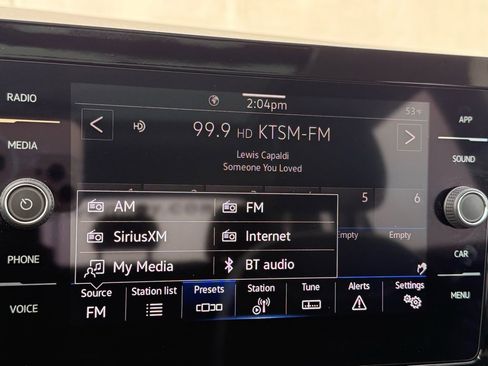 RADIO
MEDIA
PHONE
VOICE
2:04pm
53°F
99.9 HD KTSM-FM
Lewis Capaldi
Someone You Loved
5
6
Empty
Empty
AM
FM
SiriusXM
Internet
My Media
BT audio
Source
FM
Station list
Presets
Station
Tune
Alerts
Settings
APP
SOUND
CAR
MENU